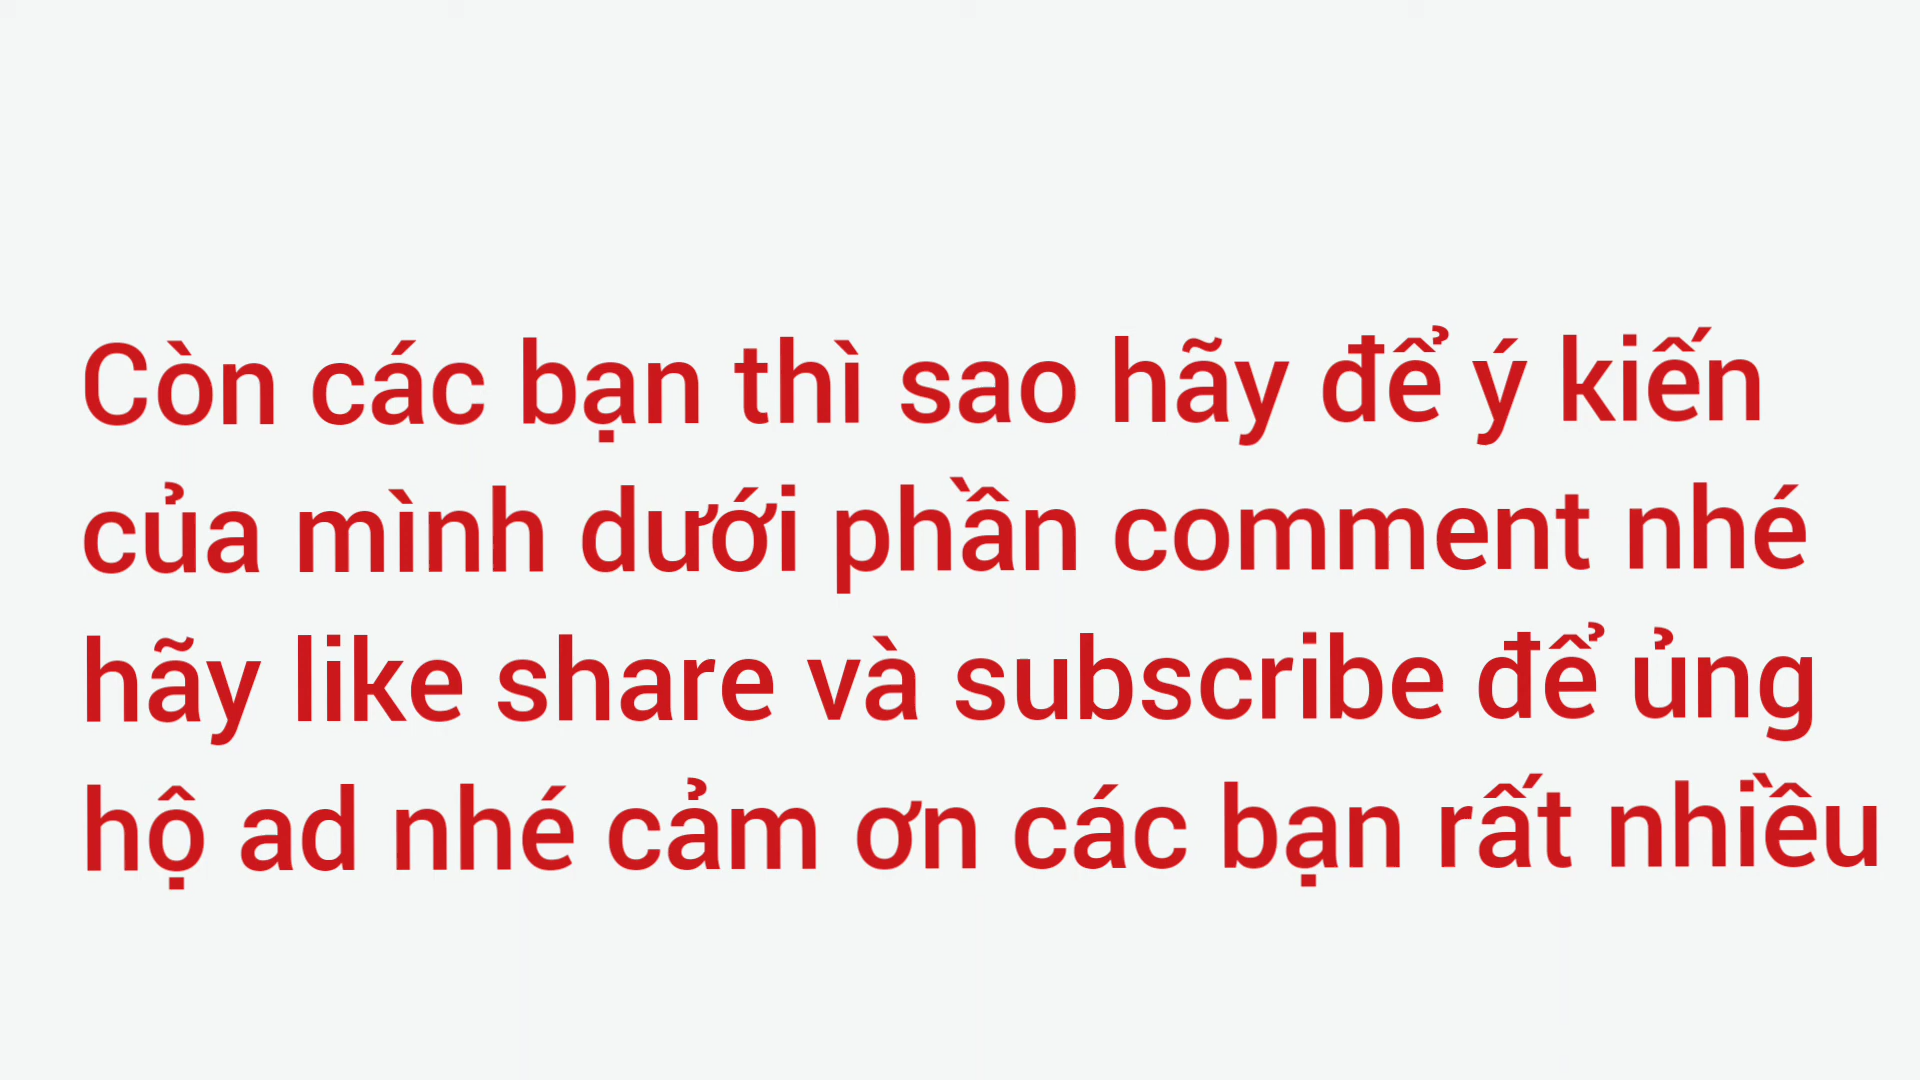 Còn các bạn thì sao hãy để ý kiến
của mình dưới phần comment nhé
hãy like share và subscribe để ủng
hộ ad nhé cảm ơn các bạn rất nhiều